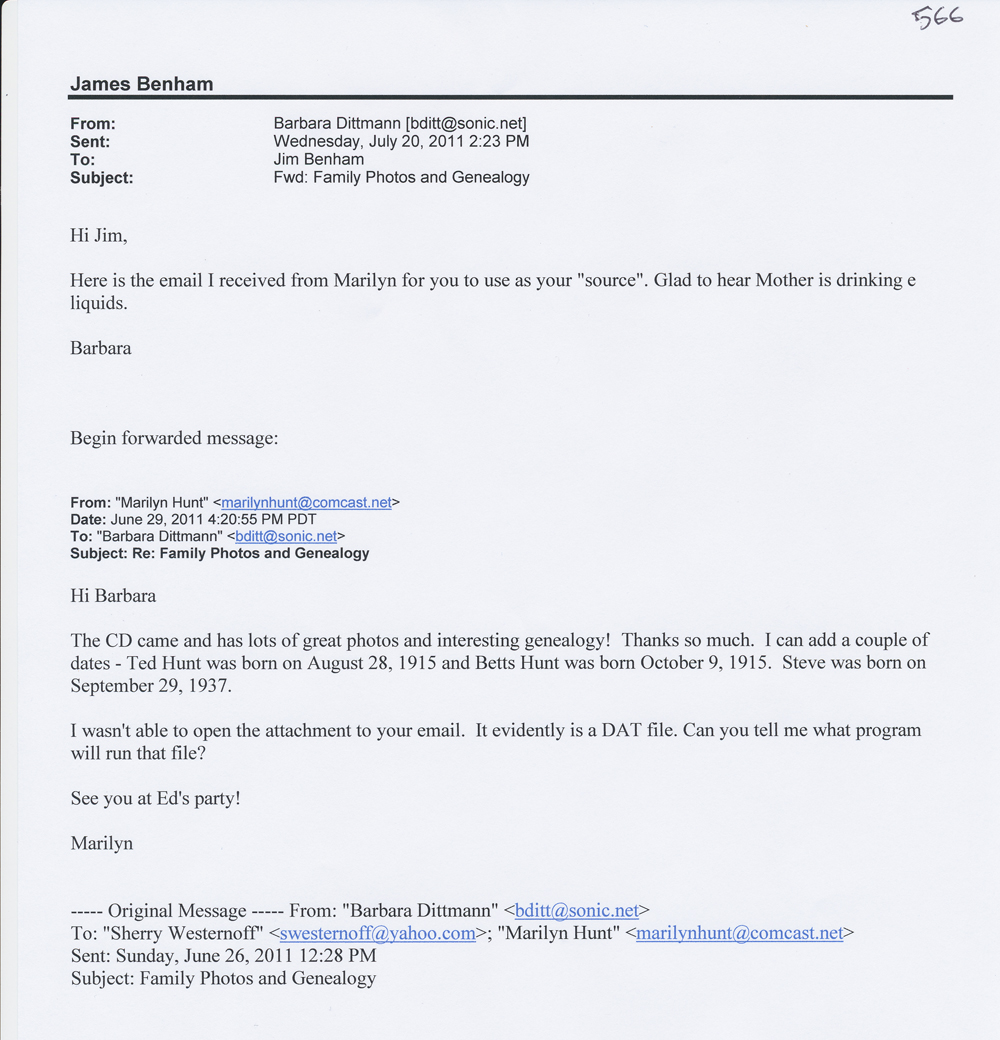 566
James Benham
From: Barbara Dittmann [bditt@sonic.net]
Sent: Wednesday, July 20, 2011 2:23 PM
To: Jim Benham
Subject: Fwd: Family Photos and Genealogy
Hi Jim,
Here is the email I received from Marilyn for you to use as your "source". Glad to hear Mother is drinking e
liquids.
Barbara
Begin forwarded message:
From: "Marilyn Hunt" <marilynhunt@comcast.net>
Date: June 29, 2011 4:20:55 PM PDT
To: "Barbara Dittmann" <bditt@sonic.net>
Subject: Re: Family Photos and Genealogy
Hi Barbara
The CD came and has lots of great photos and interesting genealogy!  Thanks so much.  I can add a couple of
dates - Ted Hunt was born on August 28, 1915 and Betts Hunt was born October 9, 1915.  Steve was born on
September 29, 1937.
I wasn't able to open the attachment to your email.  It evidently is a DAT file. Can you tell me what program
will run that file?
See you at Ed's party!
Marilyn
----- Original Message ----- From: "Barbara Dittmann" <bditt@sonic.net>
To: "Sherry Westernoff" <swesternoff@yahoo.com>; "Marilyn Hunt" <marilynhunt@comcast.net>
Sent: Sunday, June 26, 2011 12:28 PM
Subject: Family Photos and Genealogy